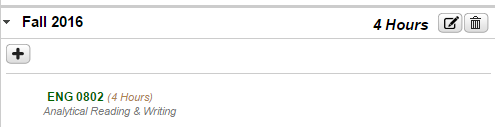 Fall 2016 4 Hours
ENG 0802 (4 Hours)
Analytical Reading & Writing